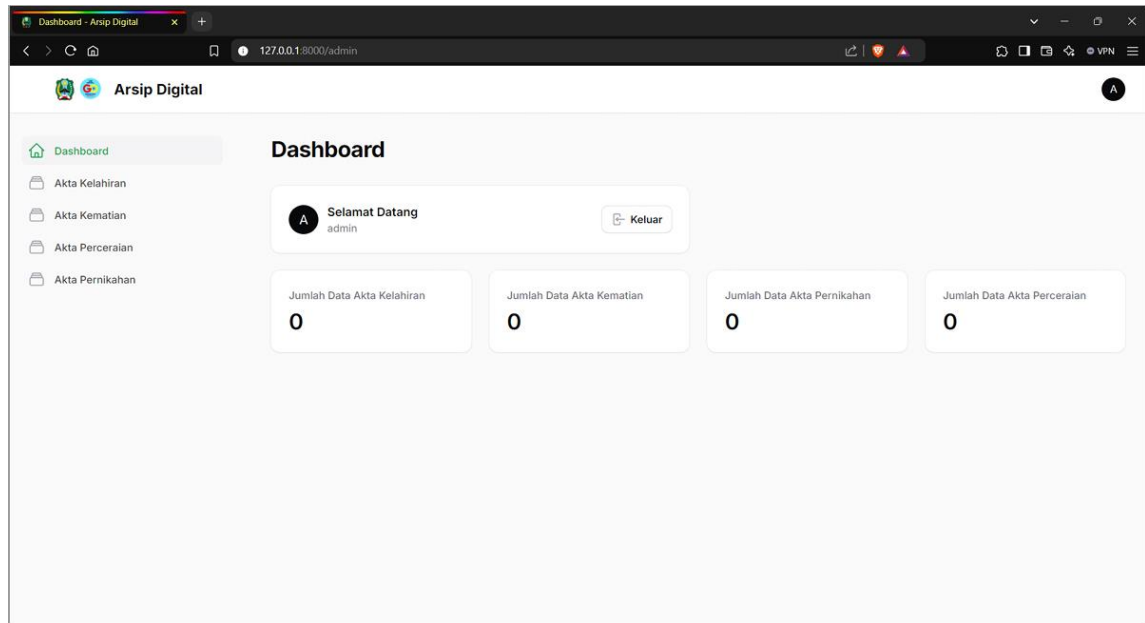 Dashboard - Arsip Digital
127.0.0.1:8000/admin
VPN
G
Arsip Digital
A
Dashboard
Akta Kelahiran
Akta Kematian
Akta Perceraian
Akta Pernikahan
Dashboard
A
Selamat Datang
admin
Keluar
Jumlah Data Akta Kelahiran
0
Jumlah Data Akta Kematian
0
Jumlah Data Akta Pernikahan
0
Jumlah Data Akta Perceraian
0